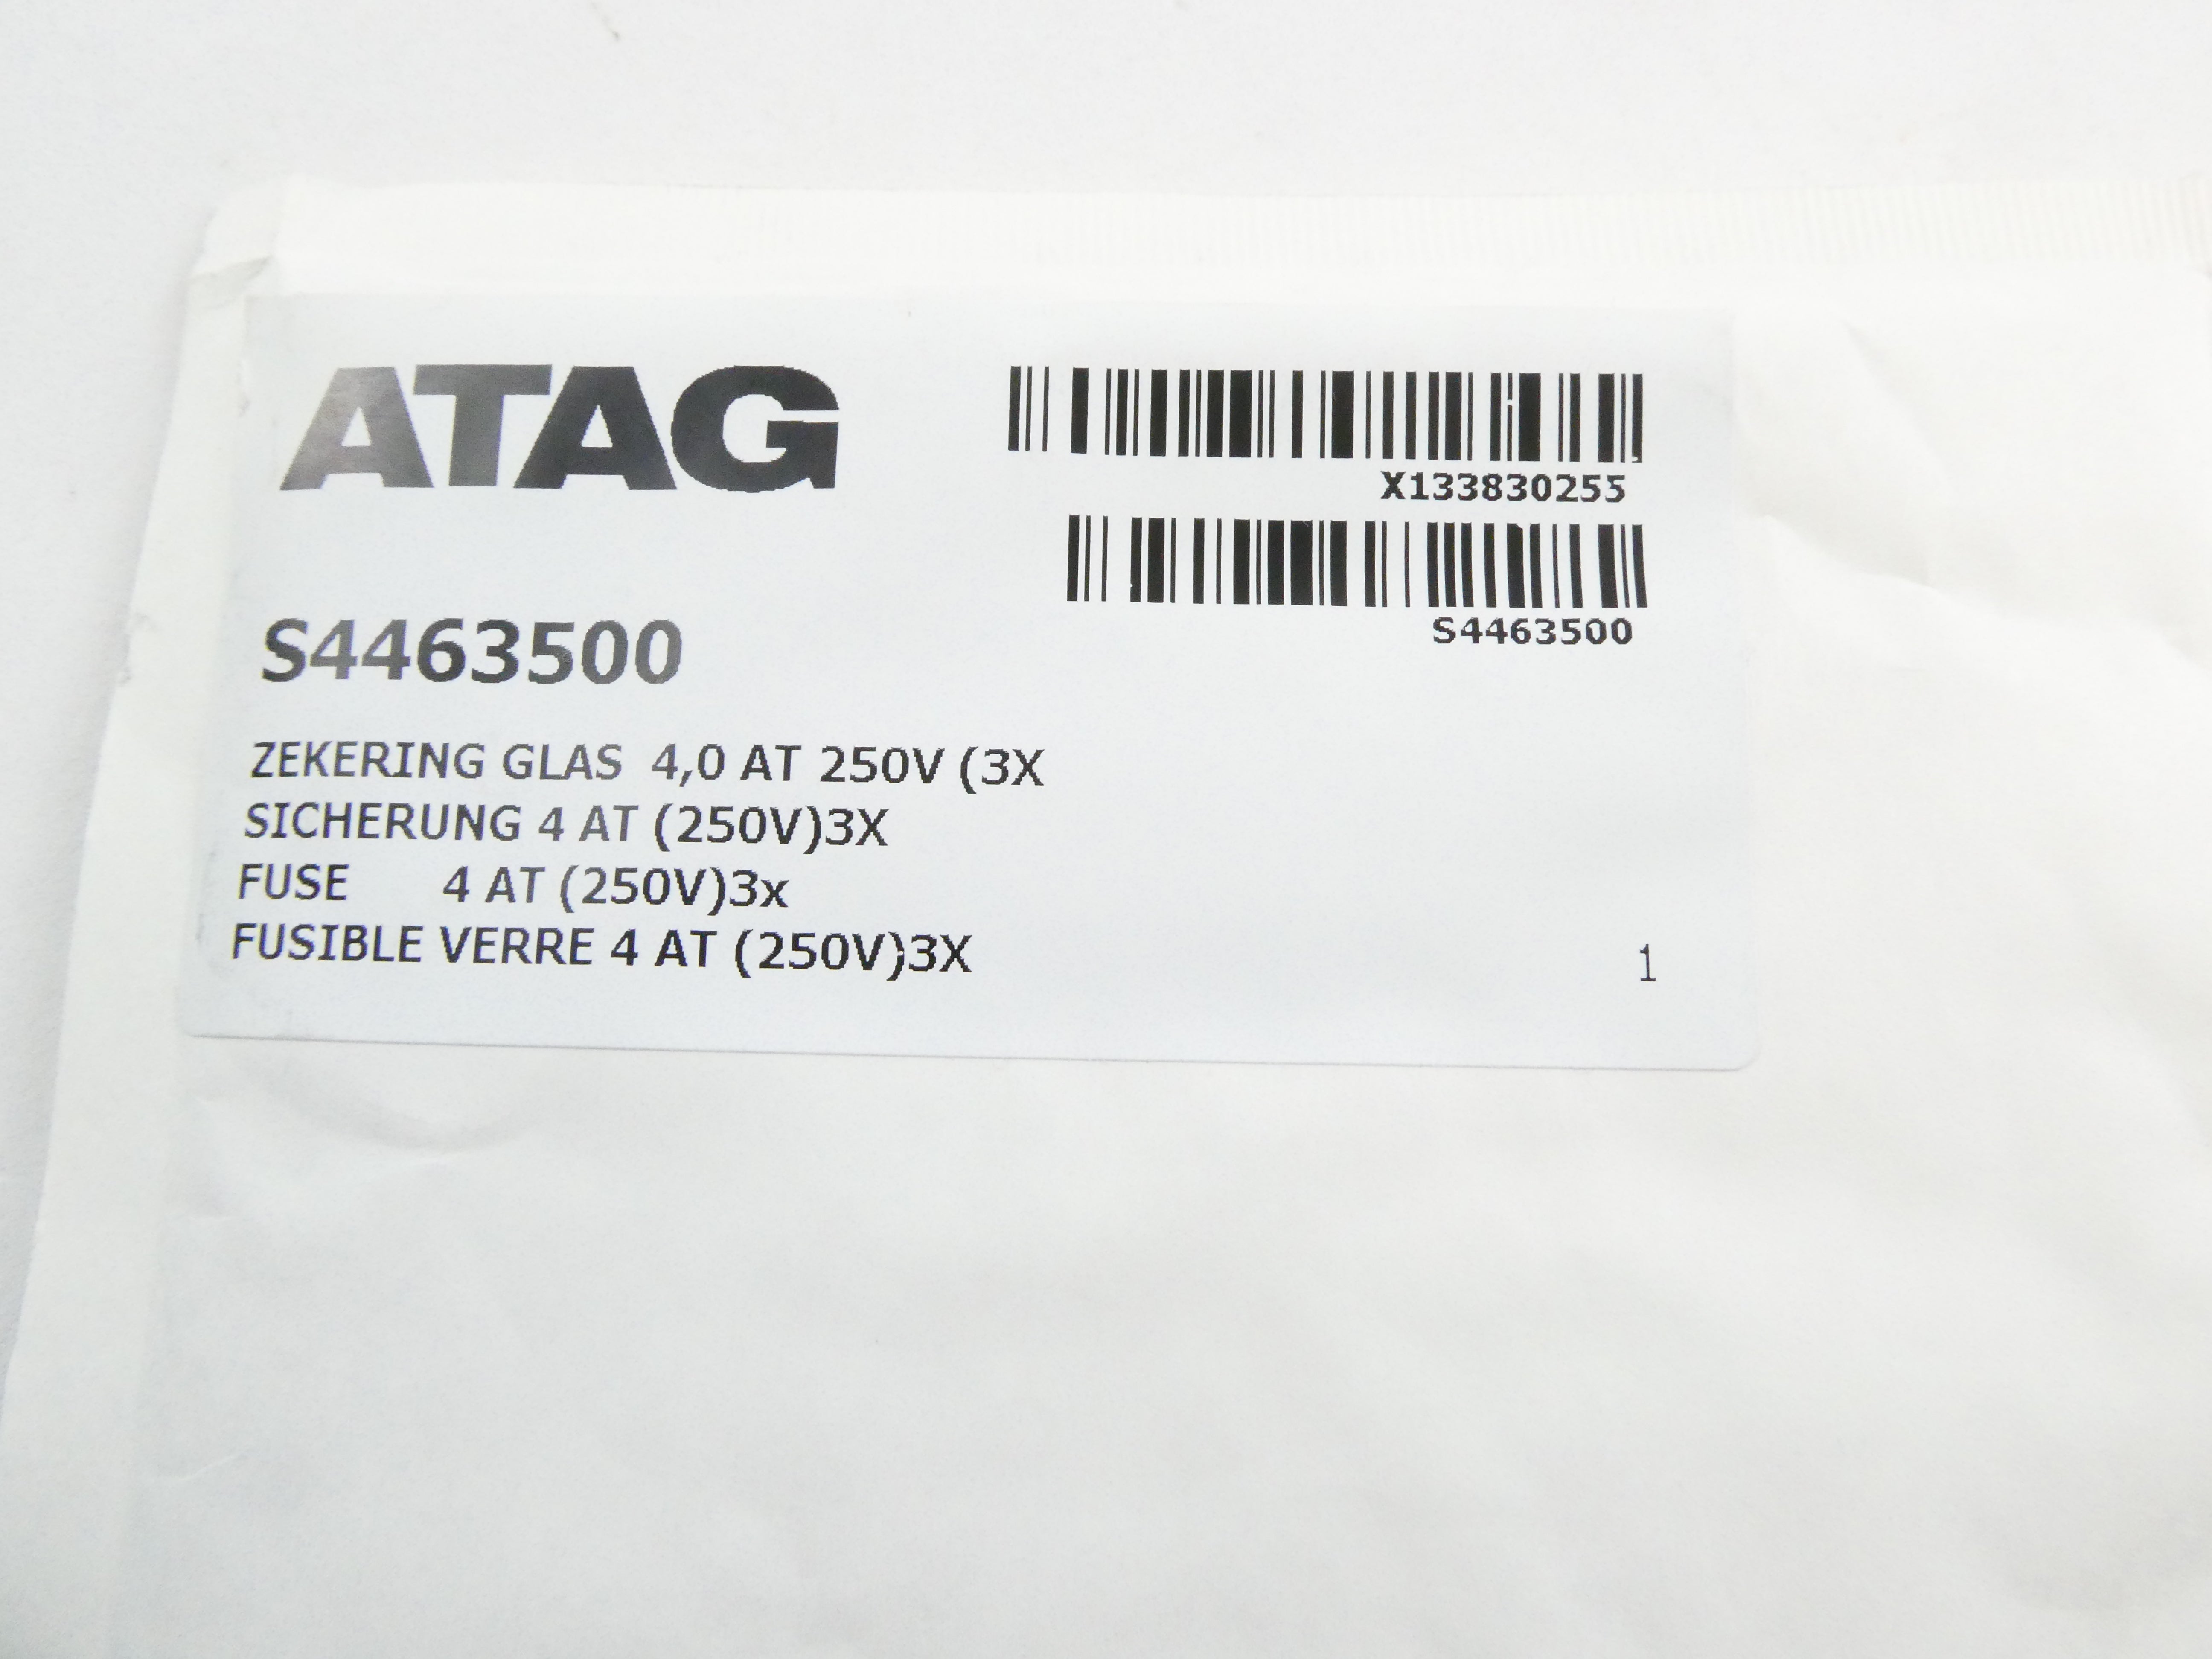 ATAG
X133830255
S4463500
S4463500
ZEKERING GLAS 4,0 AT 250V (3X
SICHERUNG 4 AT (250V)3X
FUSE 4 AT (250V)3x
FUSIBLE VERRE 4 AT (250V)3X
1